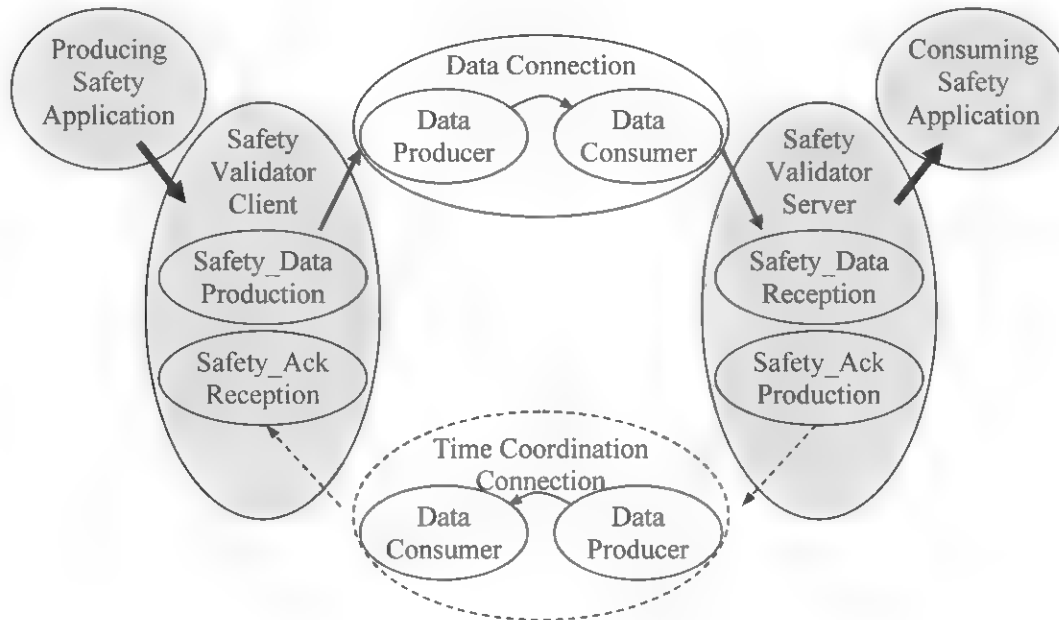 Producing
Safety
Application
Safety
Validator
Client
Safety_Data
Production
Safety_Ack
Reception
Data Connection
Data
Producer
Data
Consumer
Consuming
Safety
Application
Safety
Validator
Server
Safety_Data
Reception
Safety_Ack
Production
Time Coordination
Connection
Data
Consumer
Data
Producer